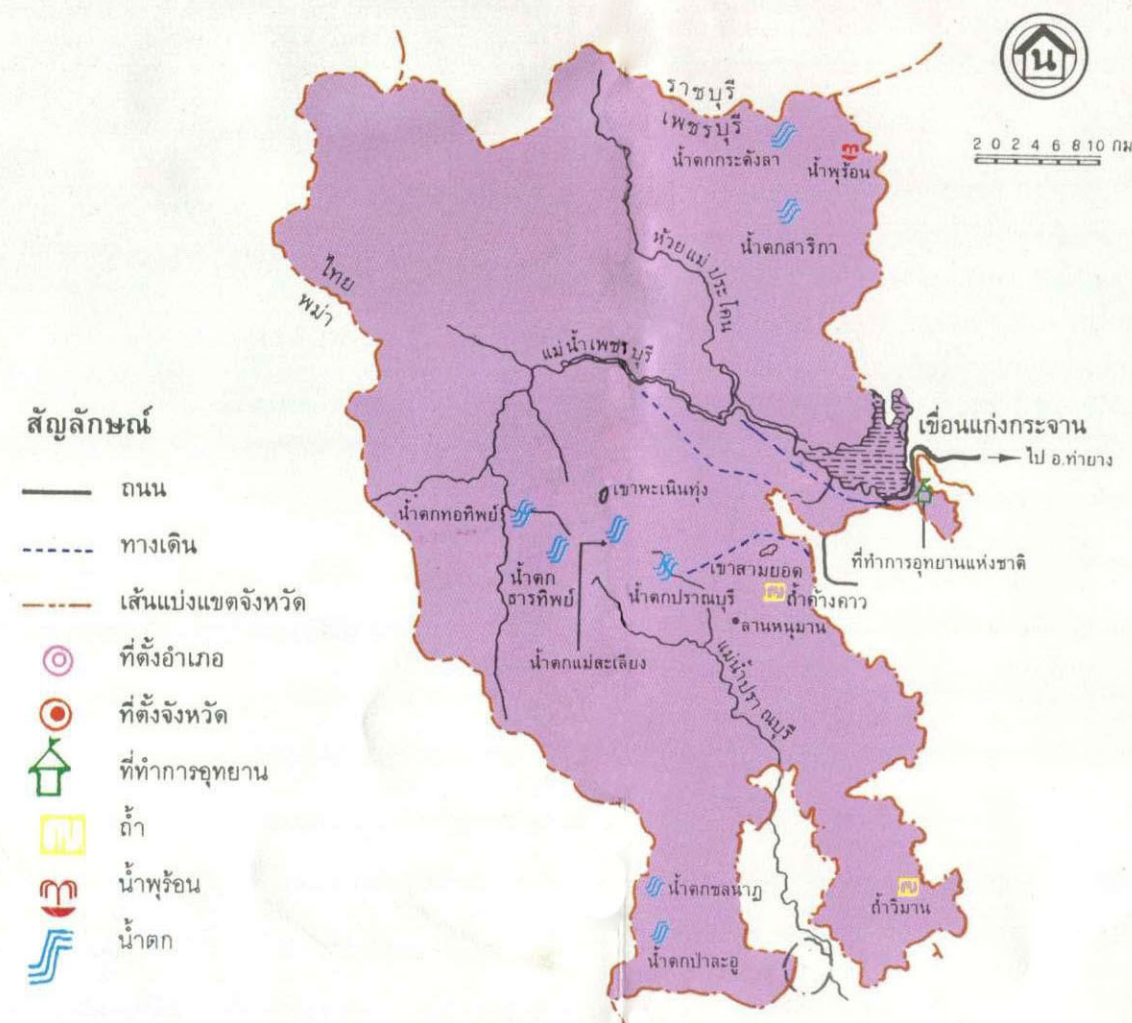 น
ราชบุรี
เพชรบุรี
2 0 2 4 6 8 10 กม
น้ำตกกระดังลา
น้ำพุร้อน
น้ำตกสาริกา
ห้วยแม่ประโดน
ไทย
พม่า
แม่น้ำเพชรบุรี
เขื่อนแก่งกระจาน
ไป อ.ท่ายาง
เขาพะเนินทุ่ง
น้ำตกทอทิพย์
น้ำตก
ธารทิพย์
น้ำตกแม่สะเลียง
น้ำตกปราณบุรี
เขาสามยอด
ถ้ำค้างคาว
ลานหนุมาน
ที่ทำการอุทยานแห่งชาติ
แม่น้ำปราณบุรี
น้ำตกชลนาฏ
น้ำตกป่าละอู
ถ้ำวิมาน
สัญลักษณ์
ถนน
ทางเดิน
เส้นแบ่งเขตจังหวัด
ที่ตั้งอำเภอ
ที่ตั้งจังหวัด
ที่ทำการอุทยาน
ถ้ำ
น้ำพุร้อน
น้ำตก